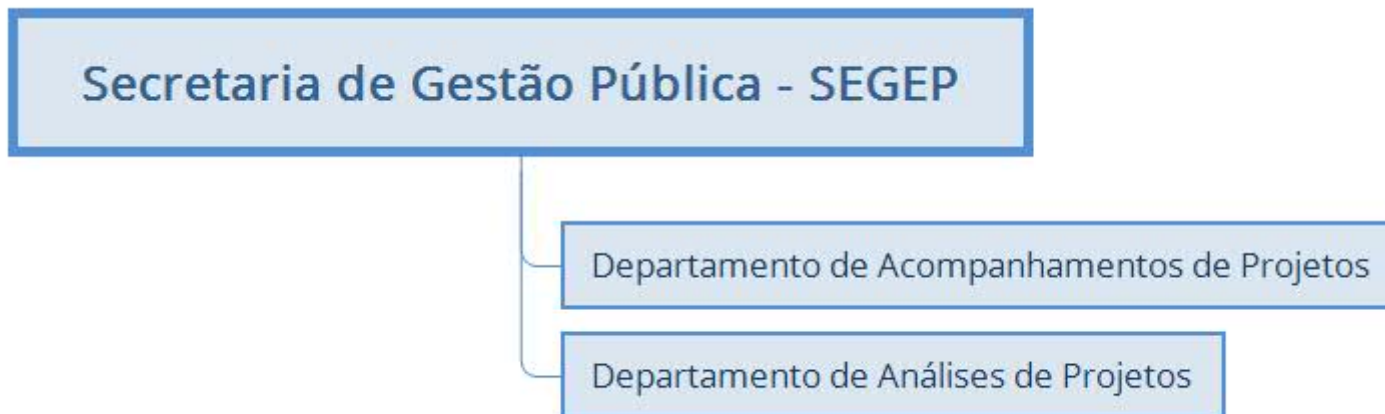 Secretaria de Gestão Pública - SEGEP
Departamento de Acompanhamentos de Projetos
Departamento de Análises de Projetos